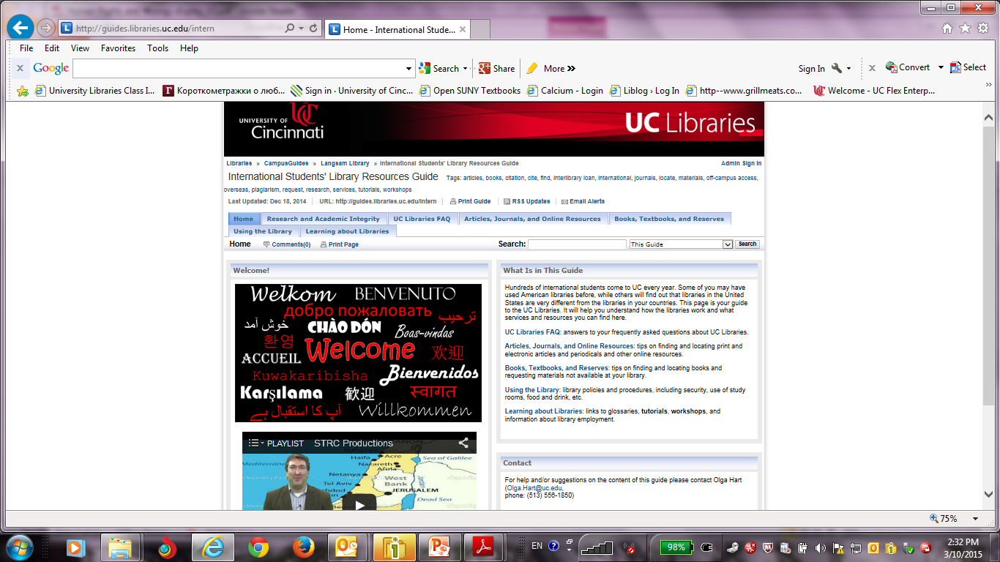 http://guides.libraries.uc.edu/intern
Home - International Stude...
File Edit View Favorites Tools Help
Google Search Share More » Sign In Convert Select
University Libraries Class I... Короткометражки о люб... Sign in · University of Cinc... Open SUNY Textbooks Calcium - Login Liblog › Log In http--www.grillmeats.co... Welcome - UC Flex Enterp...
UNIVERSITY OF
Cincinnati
UC Libraries
Libraries » CampusGuides » Langsam Library » International Students' Library Resources Guide Admin Sign In
International Students' Library Resources Guide Tags: articles, books, citation, cite, find, interlibrary loan, international, journals, locate, materials, off-campus access,
overseas, plagiarism, request, research, services, tutorials, workshops
Last Updated: Dec 18, 2014 URL: http://guides.libraries.uc.edu/intern Print Guide RSS Updates Email Alerts
Home Research and Academic Integrity UC Libraries FAQ Articles, Journals, and Online Resources Books, Textbooks, and Reserves
Using the Library Learning about Libraries
Home Comments(0) Print Page Search: This Guide Search
Welcome!
Welkom BENVENUTO
добро пожаловать ترحيب
خوش آمد CHÀO DÓN Boas-vindas
환영 Welcome 欢迎
ACCUEIL
Kuwakaribisha Bienvenidos
Karşılama 歓迎 स्वागत
آپ کا استقبال ہے Willkommen
PLAYLIST STRC Productions
Mediterranean Haifa Acre Sea of Galilee
Nazareth
Afula
Netanya
West
Bank
Tel Aviv
JERUSALEM
Ashdod
Dead Sea
What Is in This Guide
Hundreds of international students come to UC every year. Some of you may have
used American libraries before, while others will find out that libraries in the United
States are very different from the libraries in your countries. This page is your guide
to the UC Libraries. It will help you understand how the libraries work and what
services and resources you can find here.
UC Libraries FAQ: answers to your frequently asked questions about UC Libraries.
Articles, Journals, and Online Resources: tips on finding and locating print and
electronic articles and periodicals and other online resources.
Books, Textbooks, and Reserves: tips on finding and locating books and
requesting materials not available at your library.
Using the Library: library policies and procedures, including security, use of study
rooms, food and drink, etc.
Learning about Libraries: links to glossaries, tutorials, workshops, and
information about library employment.
Contact
For help and/or suggestions on the content of this guide please contact Olga Hart
(Olga.Hart@uc.edu,
phone: (513) 556-1850)
75%
EN 98% 2:32 PM
3/10/2015